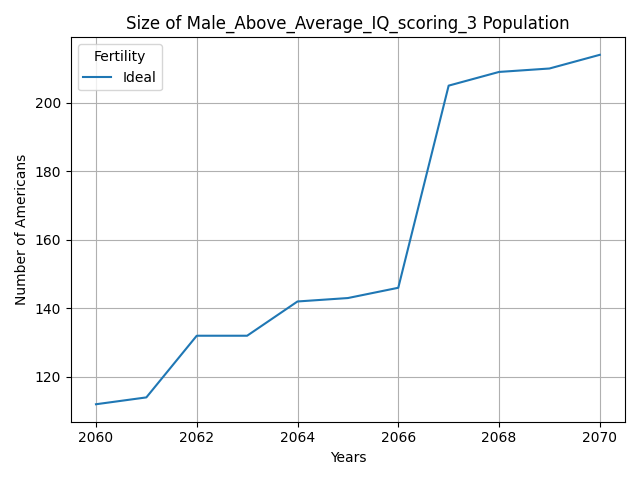 Size of Male_Above_Average_IQ_scoring_3 Population
Fertility
Ideal
Number of Americans
200
180
160
140
120
2060
2062
2064
2066
2068
2070
Years